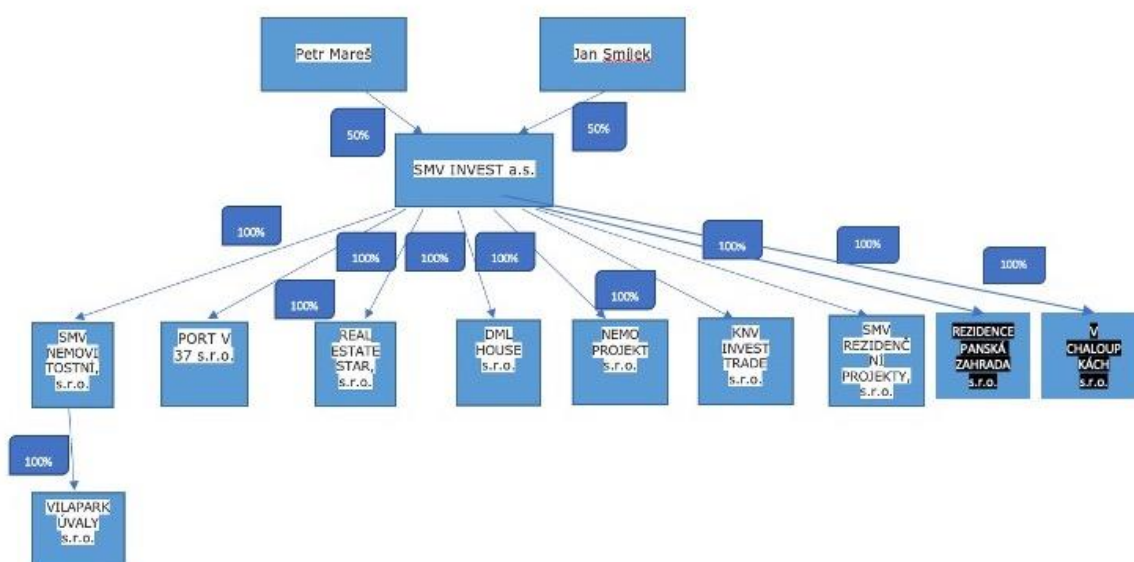 Petr Mareš
Jan Smílek
50%
50%
SMV INVEST a.s.
100%
100%
100%
100%
100%
100%
100%
100%
100%
SMV
NEMOVI
TOSTNÍ,
s.r.o.
PORT V
37 s.r.o.
REAL
ESTATE
STAR,
s.r.o.
DML
HOUSE
s.r.o.
NEMO
PROJEKT
s.r.o.
KNV
INVEST
TRADE
s.r.o.
SMV
REZIDENČ
NÍ
PROJEKTY,
s.r.o.
REZIDENCE
PANSKÁ
ZAHRADA
s.r.o.
V
CHALOUP
KÁCH
s.r.o.
100%
VILAPARK
ÚVALY
s.r.o.